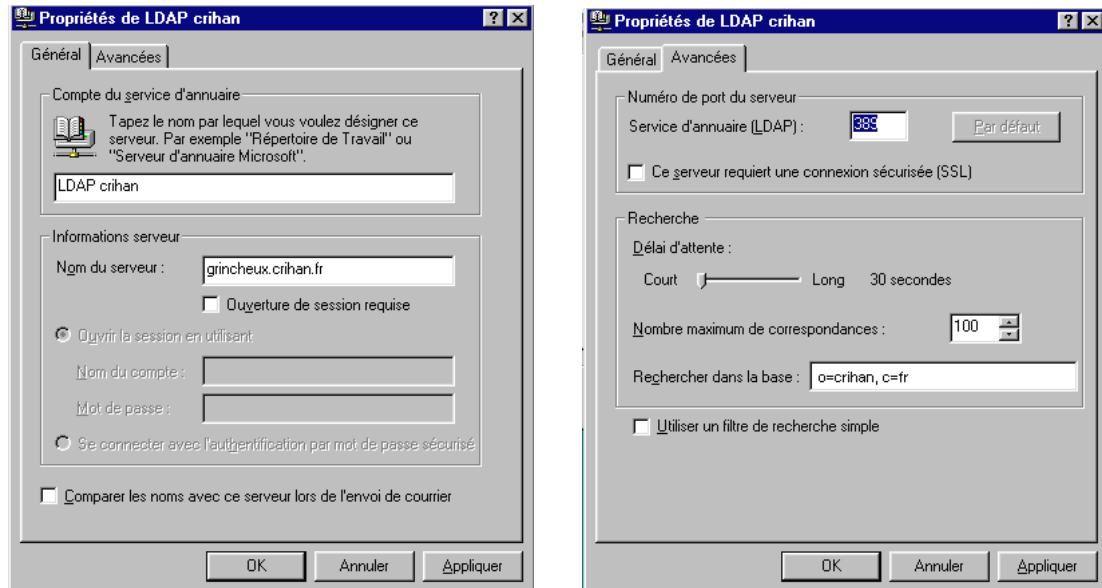 Propriétés de LDAP crihan
Général
Avancées
Compte du service d'annuaire
Tapez le nom par lequel vous voulez désigner ce
serveur. Par exemple "Répertoire de Travail" ou
"Serveur d'annuaire Microsoft".
LDAP crihan
Informations serveur
Nom du serveur :
grincheux.crihan.fr
Ouverture de session requise
Ouvrir la session en utilisant
Nom du compte :
Mot de passe :
Se connecter avec l'authentification par mot de passe sécurisé
Comparer les noms avec ce serveur lors de l'envoi de courrier
OK
Annuler
Appliquer
Propriétés de LDAP crihan
Général
Avancées
Numéro de port du serveur
Service d'annuaire (LDAP) :
389
Par défaut
Ce serveur requiert une connexion sécurisée (SSL)
Recherche
Délai d'attente :
Court
Long
30 secondes
Nombre maximum de correspondances :
100
Rechercher dans la base :
o=crihan, c=fr
Utiliser un filtre de recherche simple
OK
Annuler
Appliquer